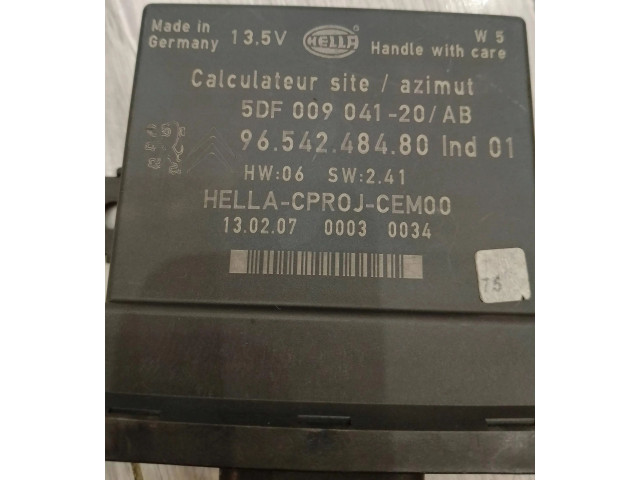 Made in Germany
13,5V
HELLA
W 5
Handle with care
Calculateur site / azimut
5DF 009 041-20/AB
96.542.484.80 Ind 01
HW:06 SW:2.41
HELLA-CPROJ-CEM00
13.02.07 0003 0034
75